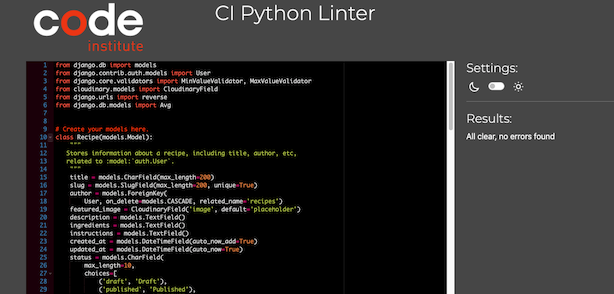 code
institute
CI Python Linter
1 from django.db import models
2 from django.contrib.auth.models import User
3 from django.core.validators import MinValueValidator, MaxValueValidator
4 from cloudinary.models import CloudinaryField
5 from django.urls import reverse
6 from django.db.models import Avg
7
8
9 # Create your models here.
10 class Recipe(models.Model):
11 """
12 Stores information about a recipe, including title, author, etc,
13 related to :model:`auth.User`.
14 """
15 title = models.CharField(max_length=200)
16 slug = models.SlugField(max_length=200, unique=True)
17 author = models.ForeignKey(
18 User, on_delete=models.CASCADE, related_name='recipes')
19 featured_image = CloudinaryField('image', default='placeholder')
20 description = models.TextField()
21 ingredients = models.TextField()
22 instructions = models.TextField()
23 created_at = models.DateTimeField(auto_now_add=True)
24 updated_at = models.DateTimeField(auto_now=True)
25 status = models.CharField(
26 max_length=10,
27 choices=[
28 ('draft', 'Draft'),
29 ('published', 'Published'),
Settings:
Results:
All clear, no errors found